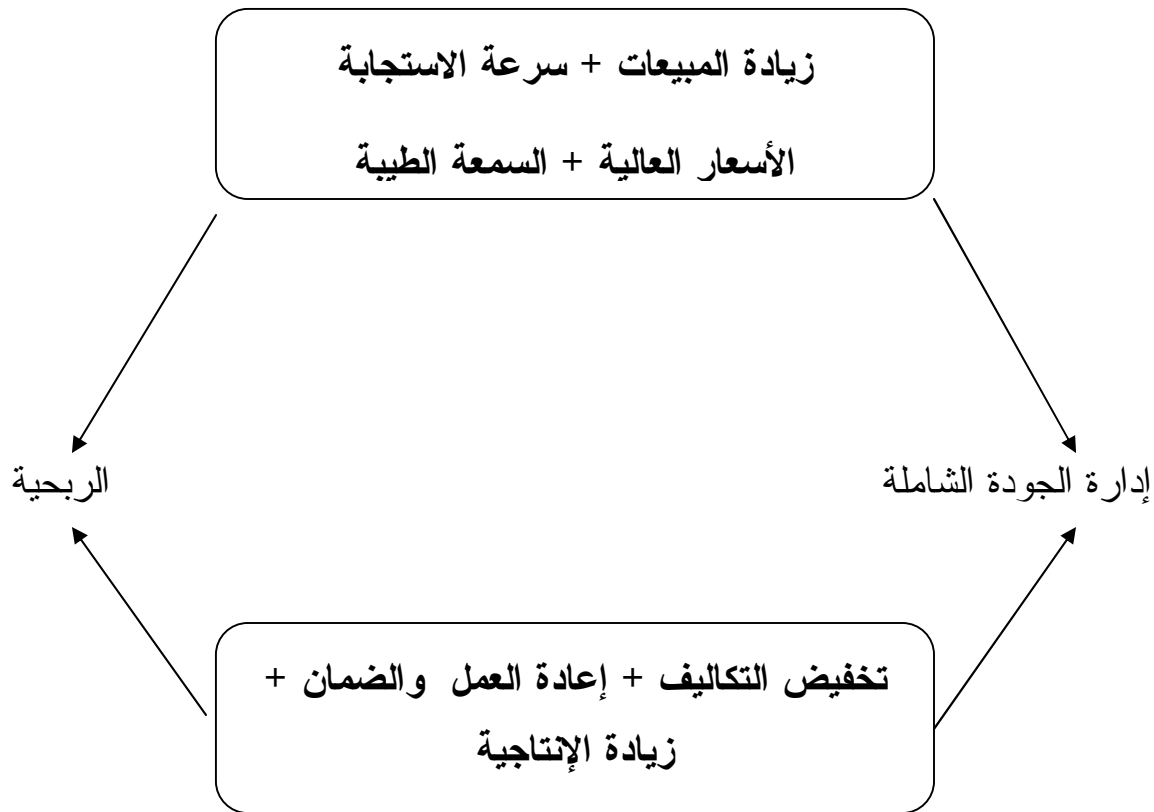 زيادة المبيعات + سرعة الاستجابة
الأسعار العالية + السمعة الطيبة
إدارة الجودة الشاملة
الربحية
تخفيض التكاليف + إعادة العمل والضمان +
زيادة الإنتاجية